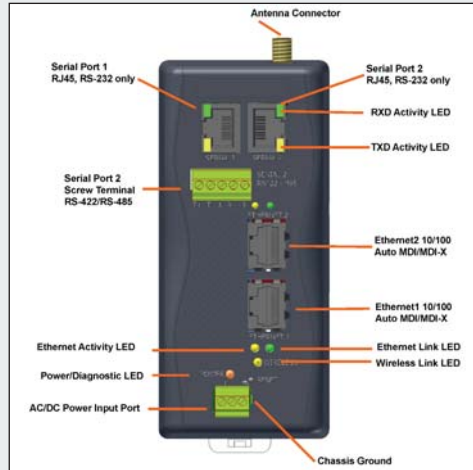 Antenna Connector
Serial Port 1
RJ45, RS-232 only
Serial Port 2
RJ45, RS-232 only
RXD Activity LED
TXD Activity LED
Serial Port 2
Screw Terminal
RS-422/RS-485
Ethernet2 10/100
Auto MDI/MDI-X
Ethernet1 10/100
Auto MDI/MDI-X
Ethernet Activity LED
Ethernet Link LED
Wireless Link LED
Power/Diagnostic LED
AC/DC Power Input Port
Chassis Ground